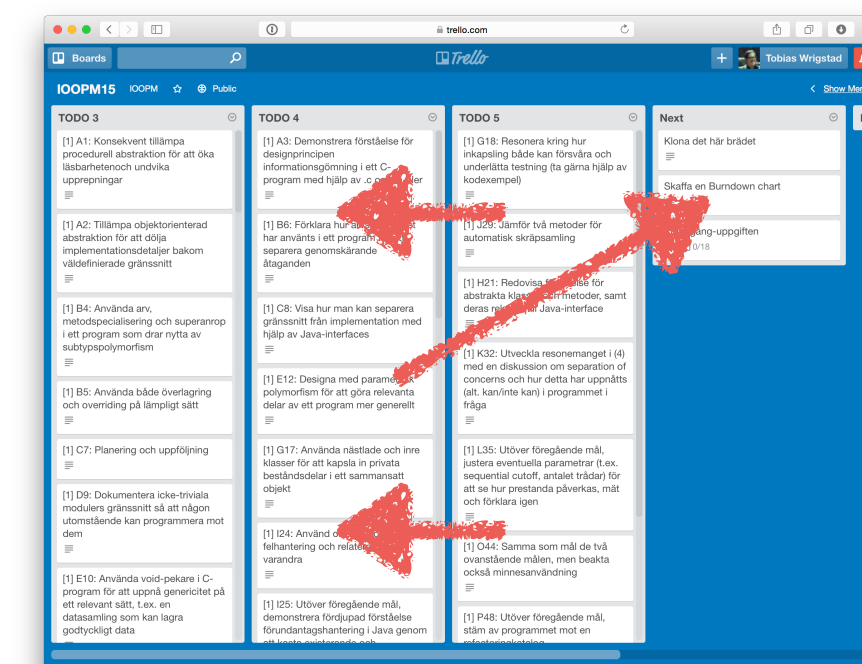 trello.com
Boards
Trello
Tobias Wrigstad
IOOPM15 IOOPM Public
Show Me
TODO 3
[1] A1: Konsekvent tillämpa
procedurell abstraktion för att öka
läsbarhetenoch undvika
upprepningar
[1] A2: Tillämpa objektorienterad
abstraktion för att dölja
implementationsdetaljer bakom
väldefinierade gränssnitt
[1] B4: Använda arv,
metodspecialisering och superanrop
i ett program som drar nytta av
subtypspolymorfism
[1] B5: Använda både överlagring
och overriding på lämpligt sätt
[1] C7: Planering och uppföljning
[1] D9: Dokumentera icke-triviala
modulers gränssnitt så att någon
utomstående kan programmera mot
dem
[1] E10: Använda void-pekare i C-
program för att uppnå genericitet på
ett relevant sätt, t.ex. en
datasamling som kan lagra
godtyckligt data
TODO 4
[1] A3: Demonstrera förståelse för
designprincipen
informationsgömning i ett C-
program med hjälp av .c
[1] B6: Förklara hur
har använts i ett program
separera genomskärande
åtaganden
[1] C8: Visa hur man kan separera
gränssnitt från implementation med
hjälp av Java-interfaces
[1] E12: Designa med
polymorfism för att göra relevanta
delar av ett program mer generellt
[1] G17: Använda nästlade och inre
klasser för att kapsla in privata
beståndsdelar i ett sammansatt
objekt
[1] I24: Använd
felhantering och
varandra
[1] I25: Utöver föregående mål,
demonstrera fördjupad förståelse
förundantagshantering i Java genom
TODO 5
[1] G18: Resonera kring hur
inkapsling både kan försvåra och
underlätta testning (ta gärna hjälp av
kodexempel)
[1] J29: Jämför två metoder för
automatisk skräpsamling
[1] H21: Redovisa för
abstrakta metoder, samt
deras Java-interface
[1] K32: Utveckla resonemanget i (4)
med en diskussion om separation of
concerns och hur detta har uppnåtts
(alt. kan/inte kan) i programmet i
fråga
[1] L35: Utöver föregående mål,
justera eventuella parametrar (t.ex.
sequential cutoff, antalet trådar) för
att se hur prestanda påverkas, mät
och förklara igen
[1] O44: Samma som mål de två
ovanstående målen, men beakta
också minnesanvändning
[1] P48: Utöver föregående mål,
stäm av programmet mot en
refactoringkatalog
Next
Klona det här brädet
Skaffa en Burndown chart
gång-uppgiften
0/18